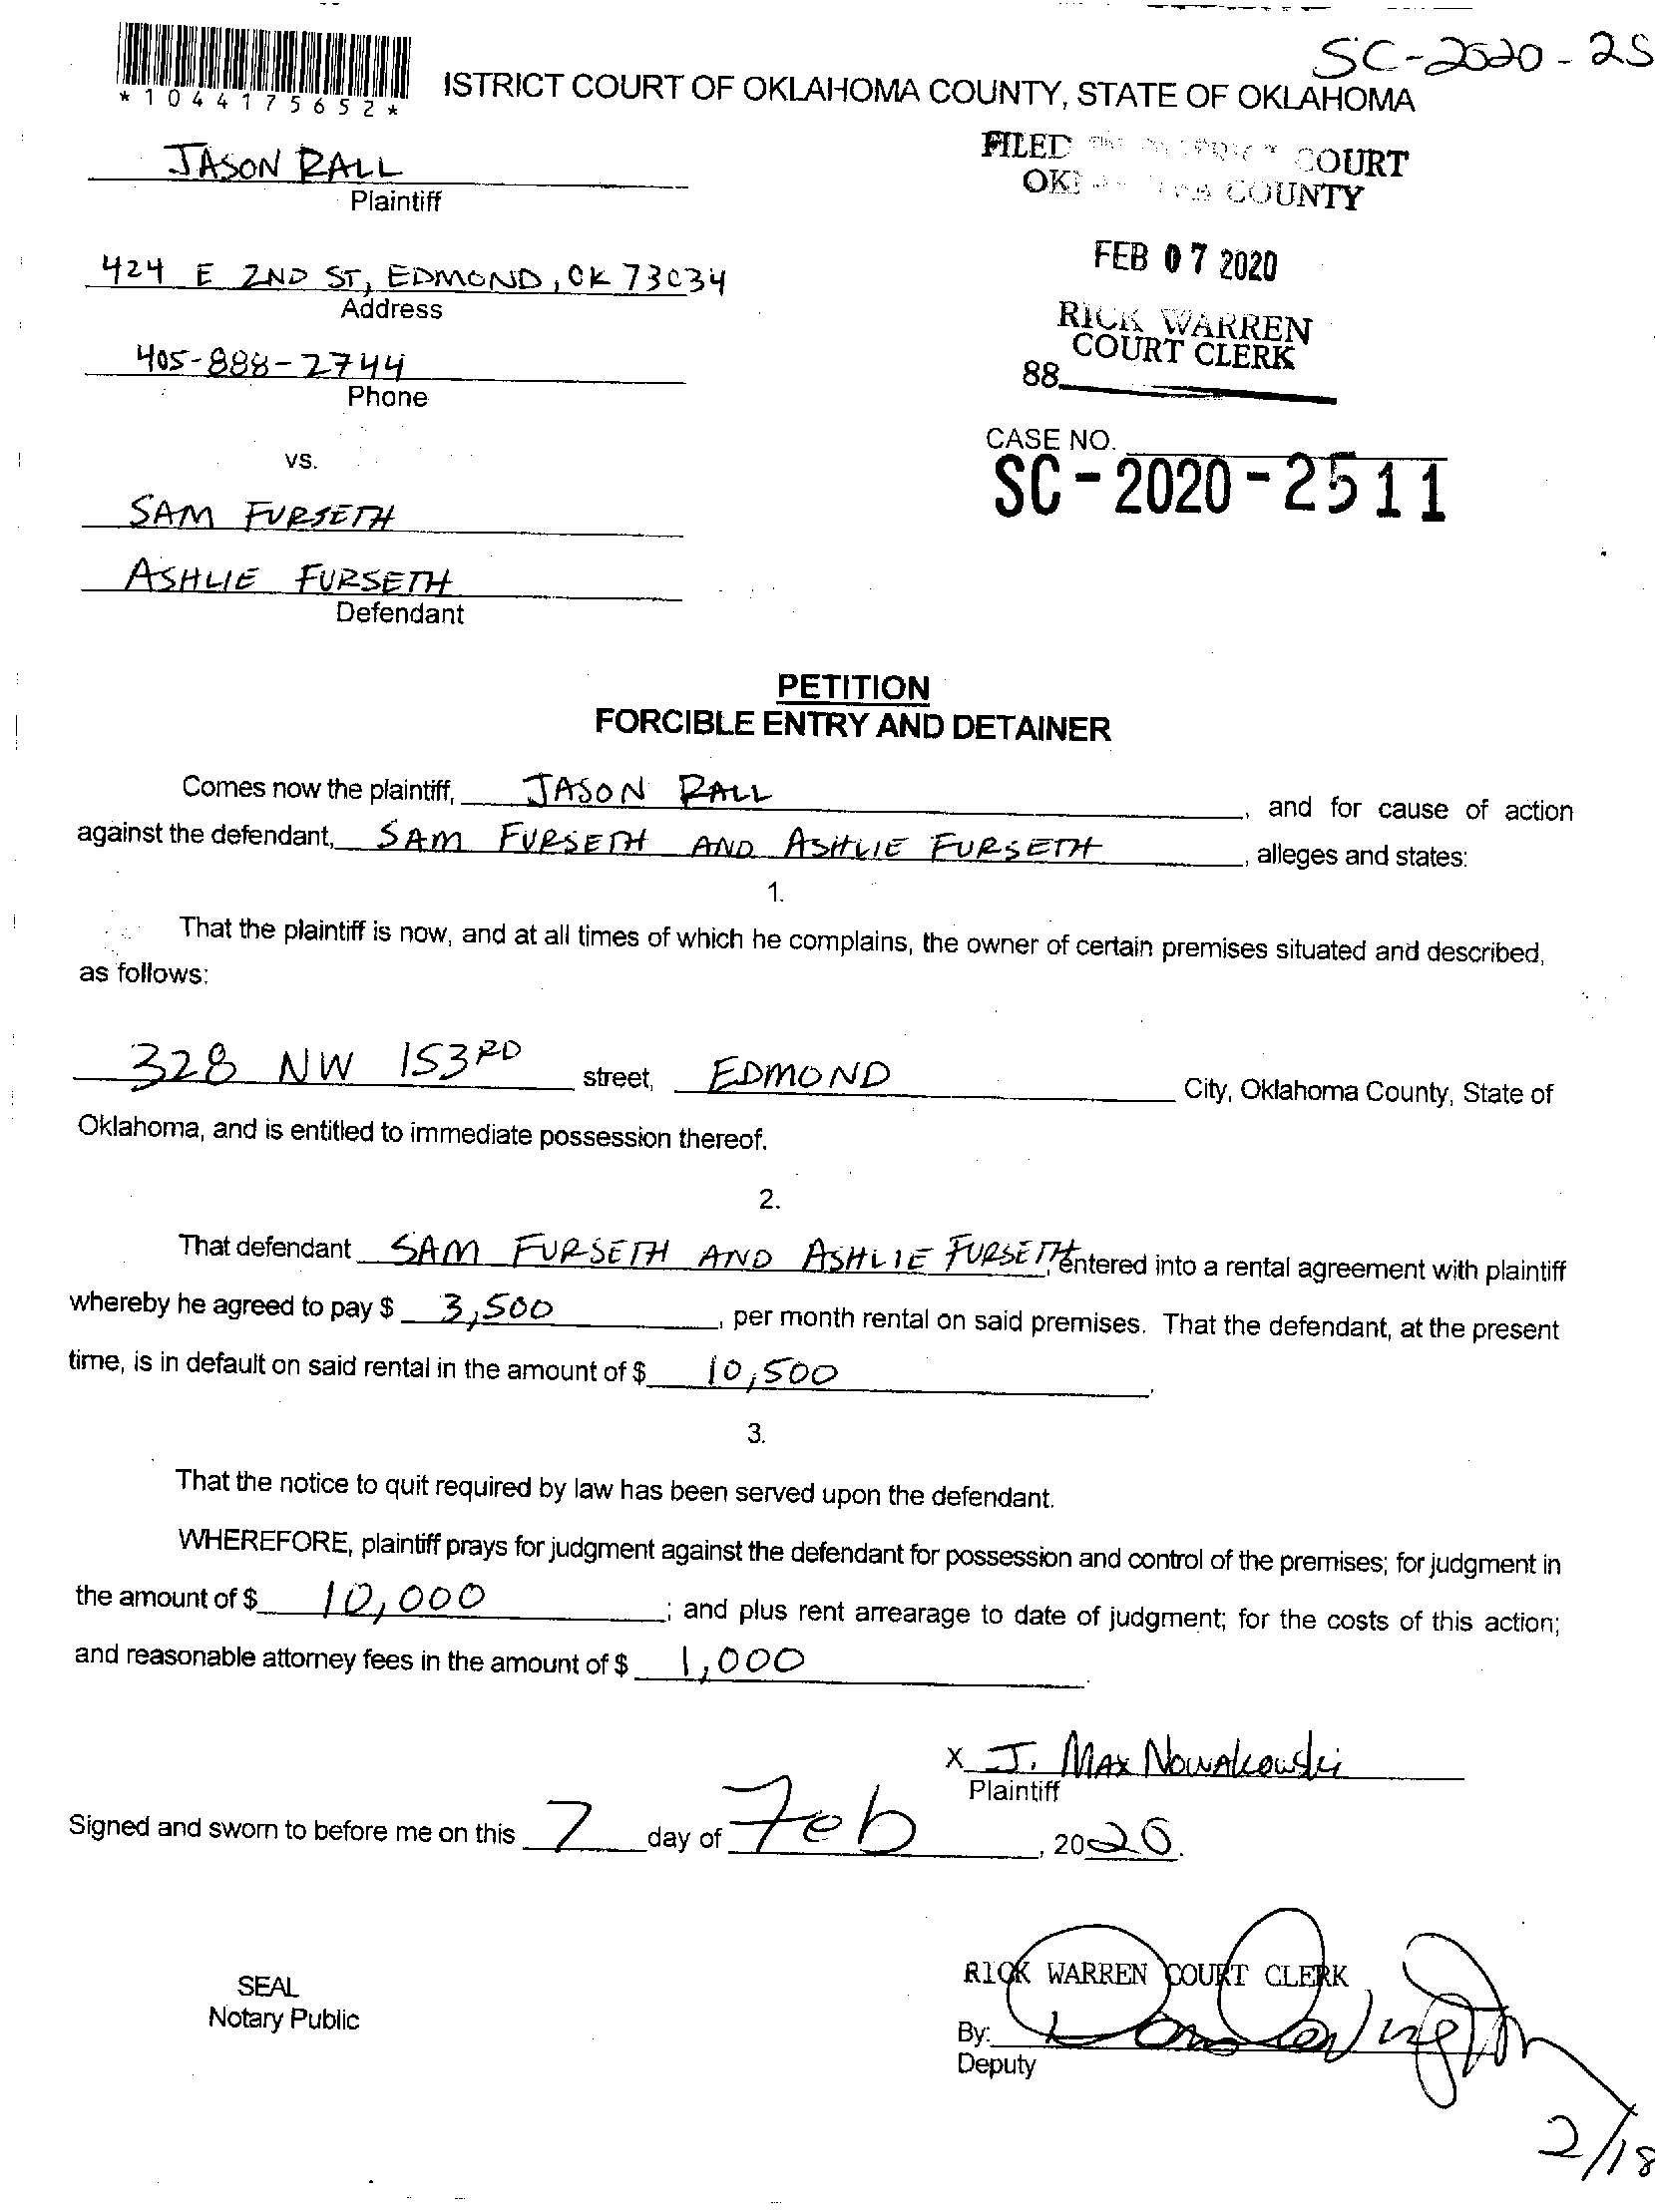 SC-2020-25
*1044175652*
ISTRICT COURT OF OKLAHOMA COUNTY, STATE OF OKLAHOMA
JASON RALL
Plaintiff
FILED COURT
COUNTY
424 E 2ND ST, EDMOND, OK 73034
Address
FEB 07 2020
RICK WARREN
COURT CLERK
405-888-2744
Phone
88
CASE NO.
SC-2020-2511
vs.
SAM FURSETH
ASHLIE FURSETH
Defendant
PETITION
FORCIBLE ENTRY AND DETAINER
Comes now the plaintiff, JASON RALL, and for cause of action
against the defendant, SAM FURSETH AND ASHLIE FURSETH, alleges and states:
1.
That the plaintiff is now, and at all times of which he complains, the owner of certain premises situated and described,
as follows:
328 NW 153RD street, EDMOND City, Oklahoma County, State of
Oklahoma, and is entitled to immediate possession thereof.
2.
That defendant SAM FURSETH AND ASHLIE FURSETH, entered into a rental agreement with plaintiff
whereby he agreed to pay $ 3,500, per month rental on said premises. That the defendant, at the present
time, is in default on said rental in the amount of $ 10,500.
3.
That the notice to quit required by law has been served upon the defendant.
WHEREFORE, plaintiff prays for judgment against the defendant for possession and control of the premises; for judgment in
the amount of $ 10,000; and plus rent arrearage to date of judgment; for the costs of this action;
and reasonable attorney fees in the amount of $ 1,000.
X J. Max Nowakowski
Plaintiff
Signed and sworn to before me on this 7 day of Feb, 2020.
SEAL
Notary Public
RICK WARREN COURT CLERK
By:
Deputy
2/18